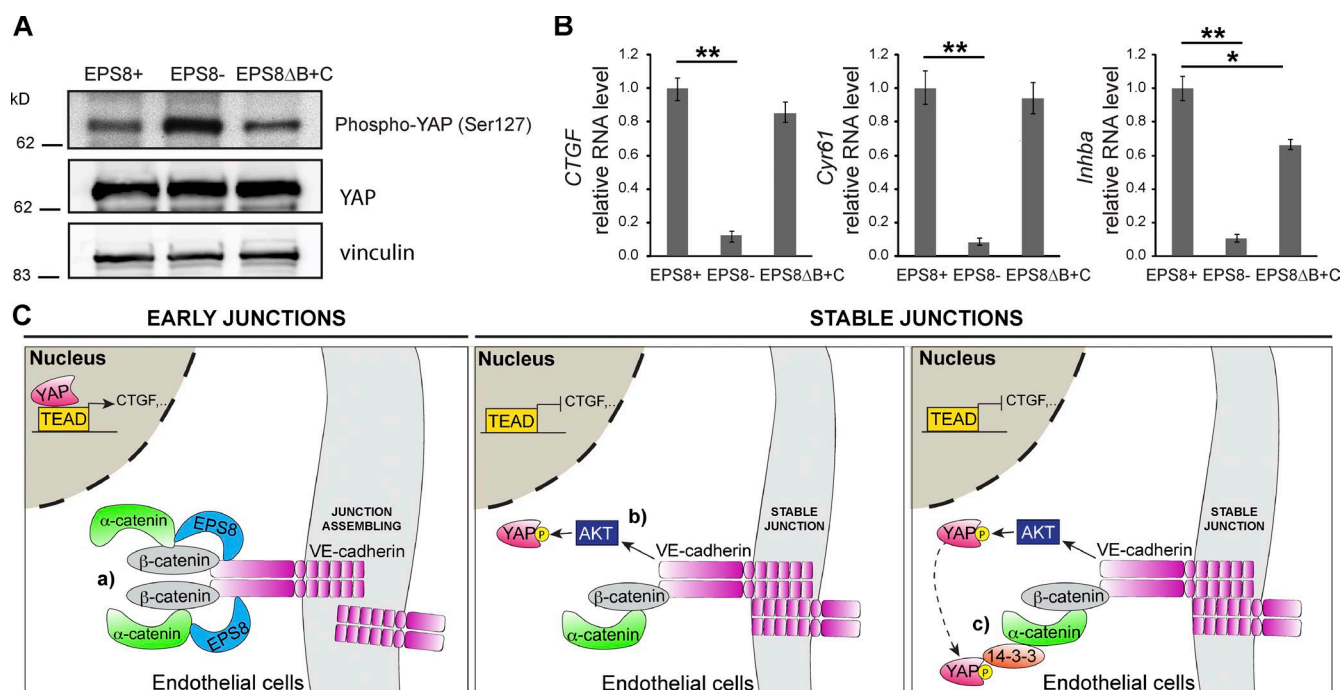 A
EPS8+ EPS8- EPS8ΔB+C
kD
Phospho-YAP (Ser127)
62
YAP
62
vinculin
83
B
CTGF
relative RNA level
1.2
1.0
0.8
0.6
0.4
0.2
0.0
**
EPS8+ EPS8- EPS8ΔB+C
Cyr61
relative RNA level
1.2
1.0
0.8
0.6
0.4
0.2
0.0
**
EPS8+ EPS8- EPS8ΔB+C
Inhba
relative RNA level
1.2
1.0
0.8
0.6
0.4
0.2
0.0
**
*
EPS8+ EPS8- EPS8ΔB+C
C
EARLY JUNCTIONS
STABLE JUNCTIONS
Nucleus
YAP
TEAD
CTGF,..
α-catenin
EPS8
β-catenin
a)
β-catenin
α-catenin
EPS8
JUNCTION
ASSEMBLING
VE-cadherin
Endothelial cells
Nucleus
TEAD
CTGF,..
b)
YAP P
AKT
STABLE
JUNCTION
VE-cadherin
β-catenin
α-catenin
Endothelial cells
Nucleus
TEAD
CTGF,..
YAP P
AKT
STABLE
JUNCTION
VE-cadherin
β-catenin
c)
α-catenin
14-3-3
YAP P
Endothelial cells